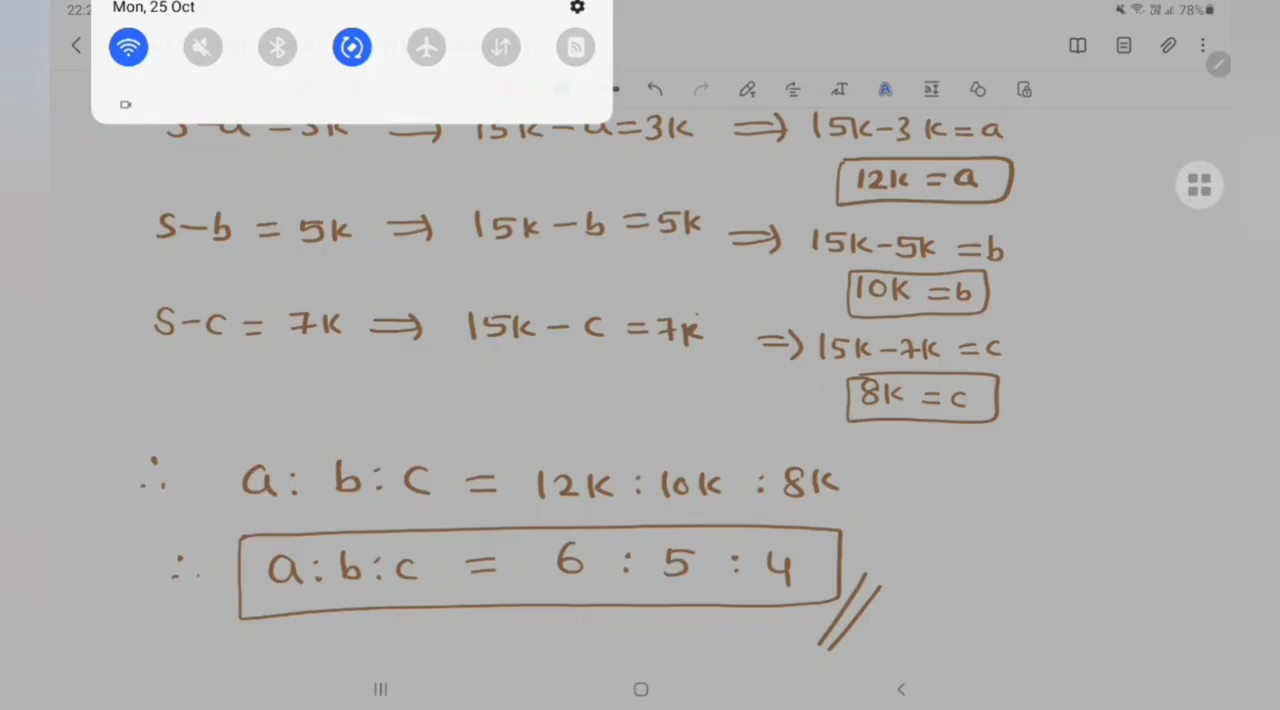 Mon, 25 Oct
78%
15K-3K=a
12K = a
S-b = 5K ⟹ 15K-b = 5K ⟹ 15K-5K = b
10K = b
S-C = 7K ⟹ 15K-C = 7K ⟹ 15K-7K = C
8K = C
∴ a:b:c = 12K:10K:8K
∴ a:b:c = 6:5:4